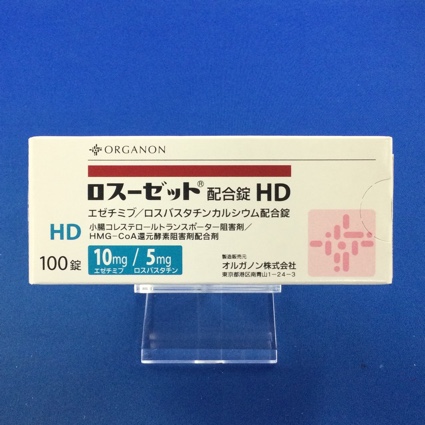 ORGANON
ロスーゼット® 配合錠 HD
エゼチミブ/ロスバスタチンカルシウム配合錠
HD
小腸コレステロールトランスポーター阻害剤/
HMG-CoA還元酵素阻害剤配合剤
100錠
10mg / 5mg
エゼチミブ ロスバスタチン
製造販売元
オルガノン株式会社
東京都港区南青山1-24-3